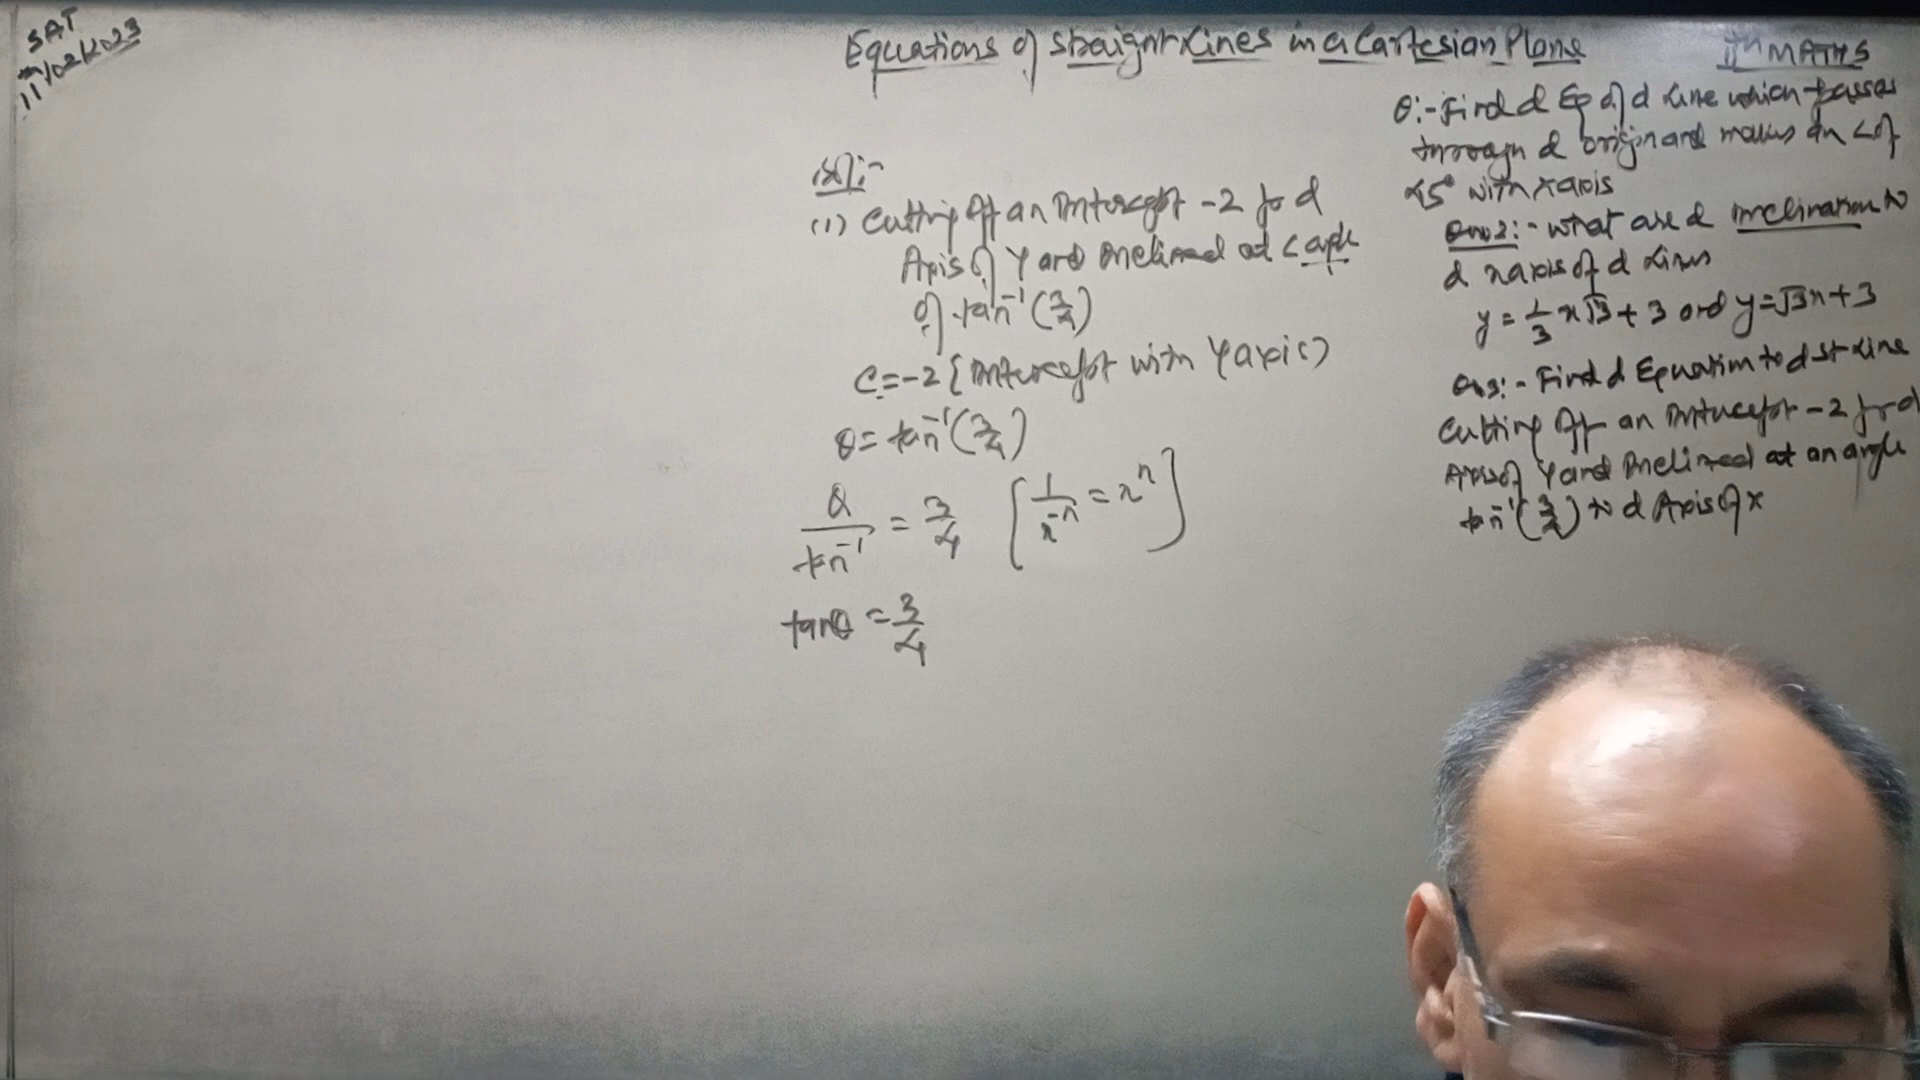 SAT
11/02/2023
Equations of Straight Lines in a Cartesian Plane
11th MATHS
Q:- Find d Eq of d Line which passes
through d origin and makes an ∠ of
45° with x axis
Qno2:- What are d inclination to
d x axis of d Lines
y = 1/3 x√3 + 3 and y = √3x + 3
Qn3:- Find d Equation to d st Line
Cutting off an Intercept -2 frd
Axis of Y and Inclined at an angle
tan⁻¹(3/4) to d Axis of x
Sol:-
(1) Cutting off an Intercept -2 fr d
Axis of Y and Inclined at ∠ angle
of tan⁻¹(3/4)
C = -2 {Intercept with Y axis)
θ = tan⁻¹(3/4)
θ/tan⁻¹ = 3/4 [1/x⁻ⁿ = xⁿ]
tanθ = 3/4